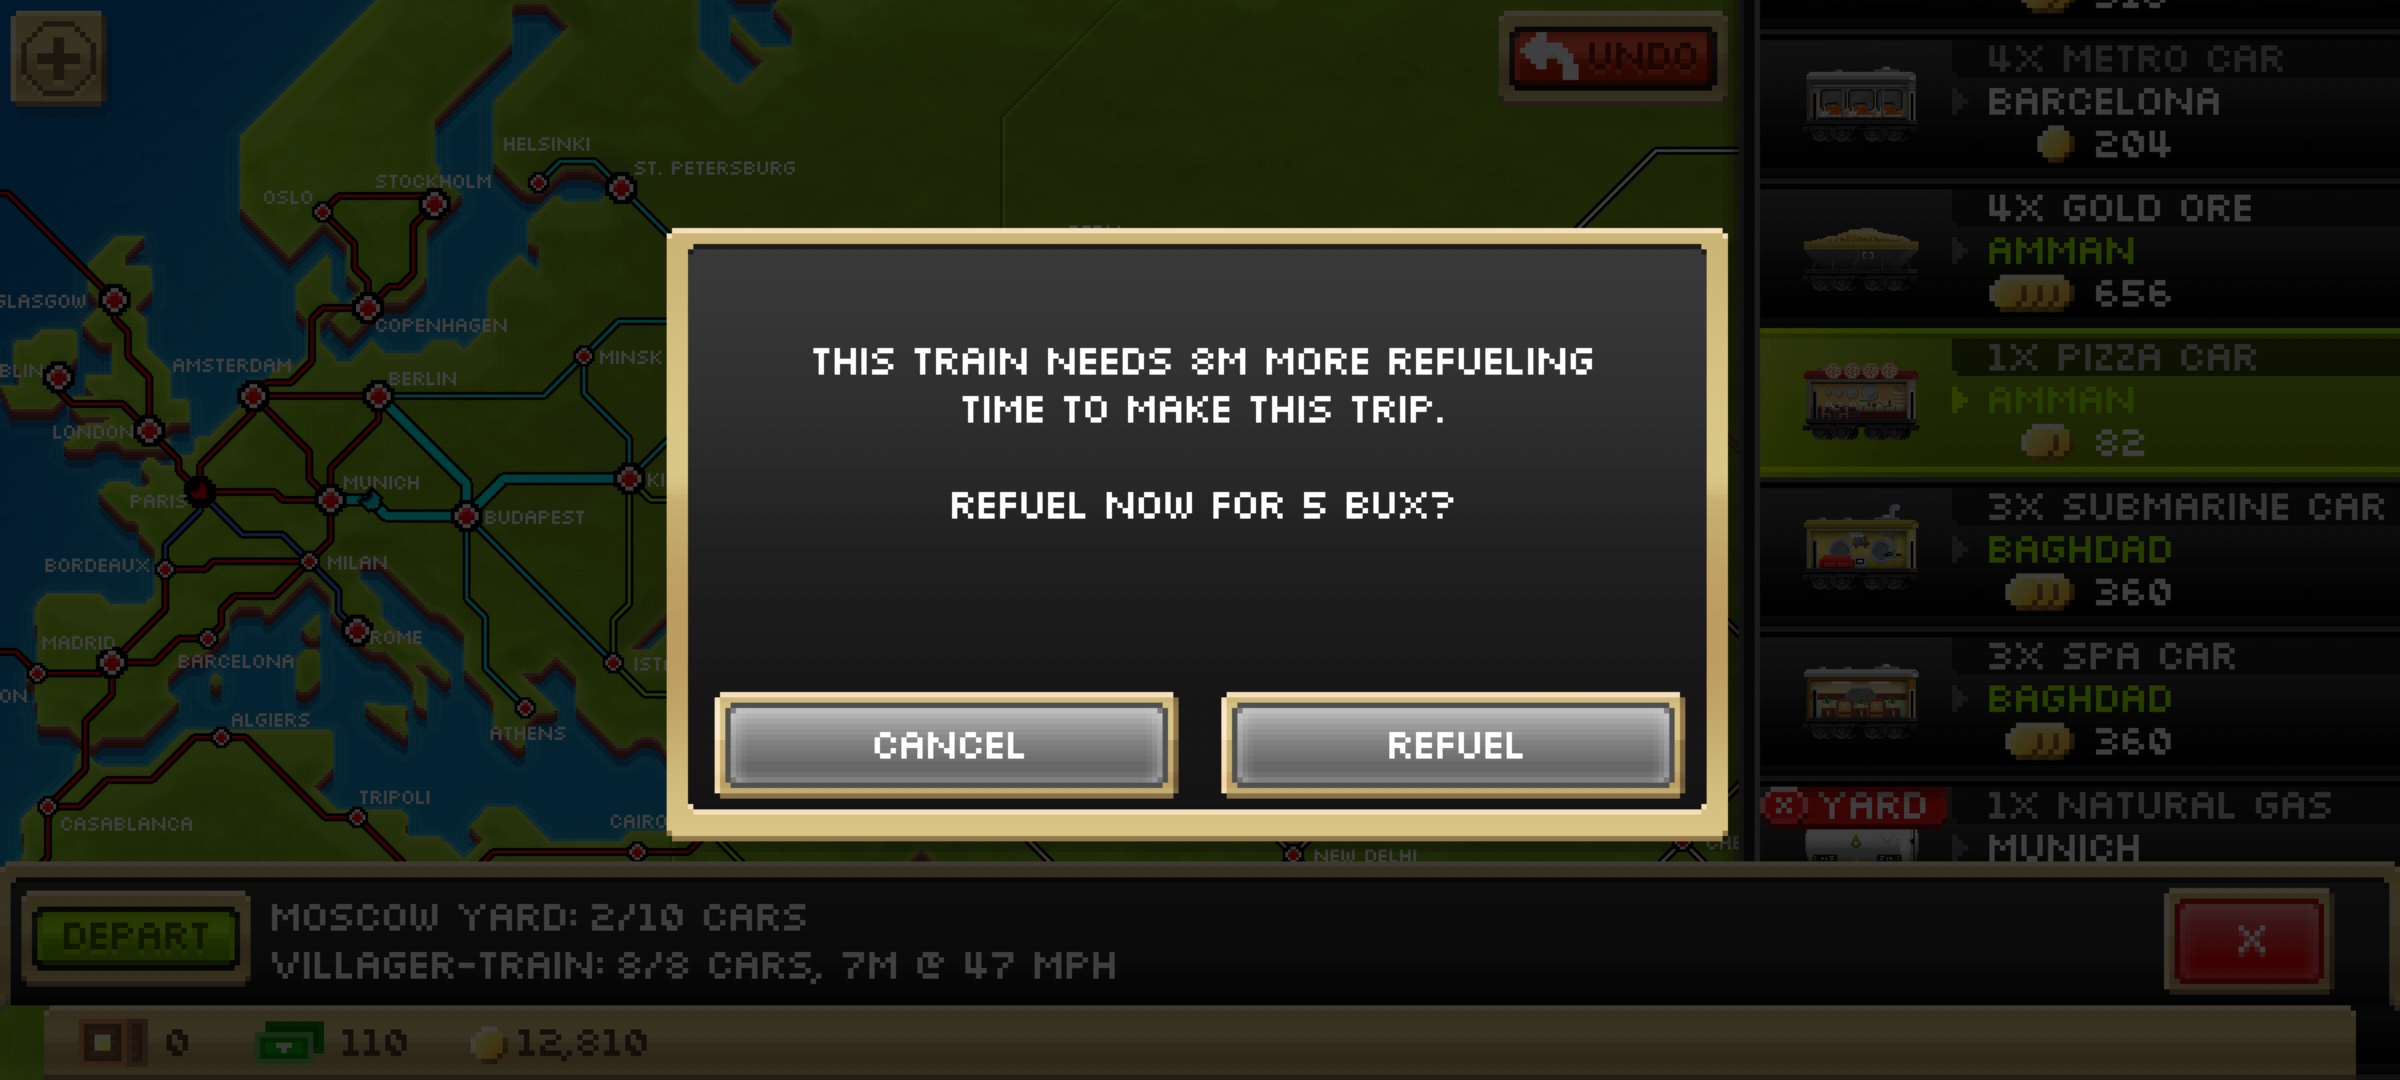 UNDO
4X METRO CAR
BARCELONA
204
4X GOLD ORE
AMMAN
656
1X PIZZA CAR
AMMAN
82
3X SUBMARINE CAR
BAGHDAD
360
3X SPA CAR
BAGHDAD
360
YARD
1X NATURAL GAS
MUNICH
HELSINKI
ST. PETERSBURG
STOCKHOLM
OSLO
GLASGOW
COPENHAGEN
MINSK
AMSTERDAM
BERLIN
LONDON
MUNICH
PARIS
BUDAPEST
BORDEAUX
MILAN
MADRID
ROME
BARCELONA
ALGIERS
ATHENS
TRIPOLI
CASABLANCA
CAIRO
NEW DELHI
THIS TRAIN NEEDS 8M MORE REFUELING
TIME TO MAKE THIS TRIP.
REFUEL NOW FOR 5 BUX?
CANCEL
REFUEL
DEPART
MOSCOW YARD: 2/10 CARS
VILLAGER-TRAIN: 8/8 CARS, 7M @ 47 MPH
X
0
110
12,810